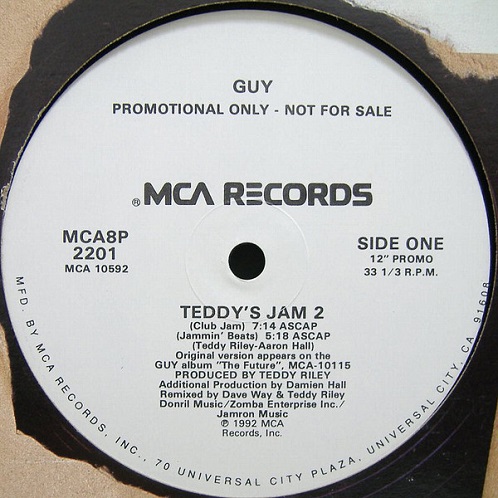 GUY
PROMOTIONAL ONLY - NOT FOR SALE
® MCA RECORDS
MCA8P
2201
MCA 10592
SIDE ONE
12" PROMO
33 1/3 R.P.M.
TEDDY'S JAM 2
(Club Jam) 7:14 ASCAP
(Jammin' Beats) 5:18 ASCAP
(Teddy Riley-Aaron Hall)
Original version appears on the
GUY album "The Future", MCA-10115
PRODUCED BY TEDDY RILEY
Additional Production by Damien Hall
Remixed by Dave Way & Teddy Riley
Donril Music/Zomba Enterprise Inc./
Jamron Music
℗ 1992 MCA
Records, Inc.
MFD. BY MCA RECORDS, INC., 70 UNIVERSAL CITY PLAZA, UNIVERSAL CITY, CA. 91608